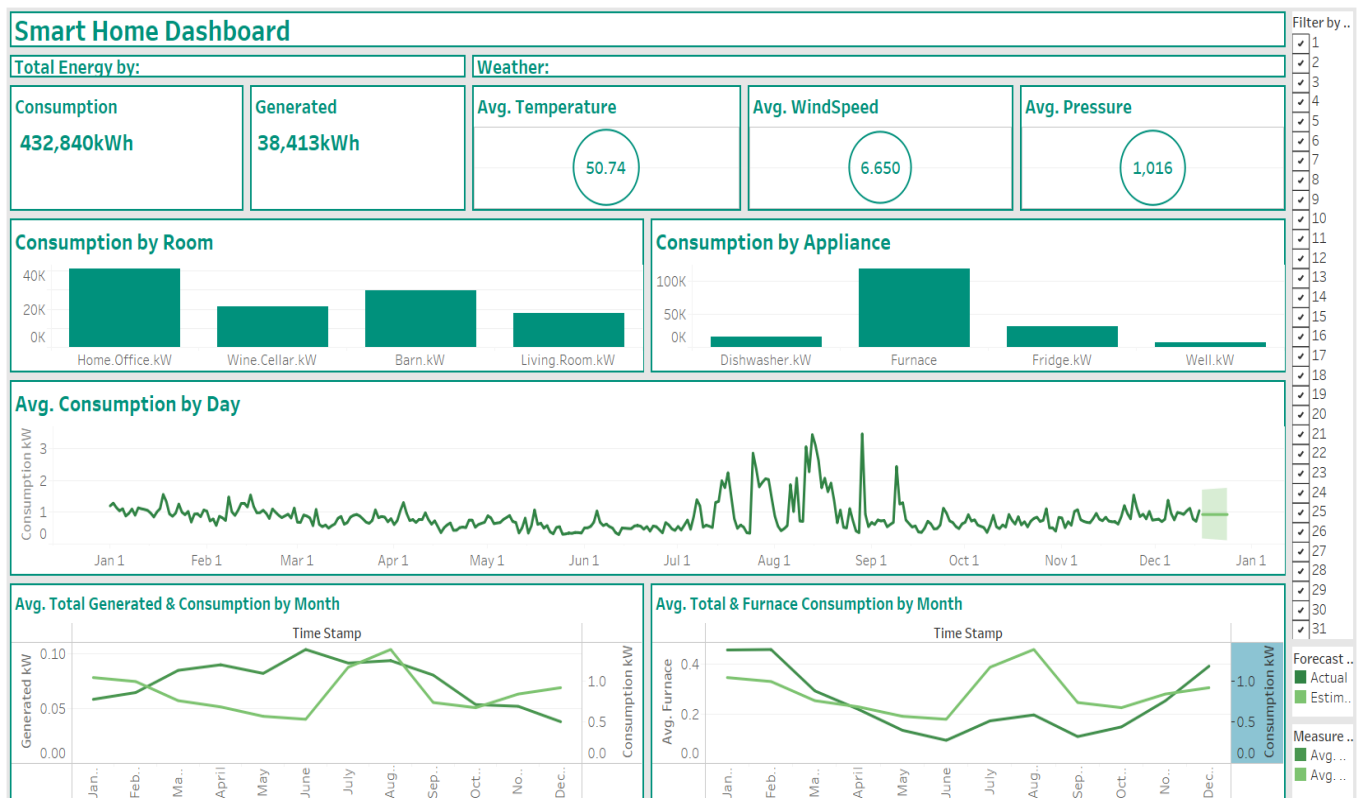 Smart Home Dashboard
Filter by ..
Total Energy by:
Weather:
Consumption
432,840kWh
Generated
38,413kWh
Avg. Temperature
50.74
Avg. WindSpeed
6.650
Avg. Pressure
1,016
Consumption by Room
40K
20K
0K
Home.Office.kW Wine.Cellar.kW Barn.kW Living.Room.kW
Consumption by Appliance
100K
50K
0K
Dishwasher.kW Furnace Fridge.kW Well.kW
Avg. Consumption by Day
Consumption kW
3
2
1
0
Jan 1 Feb 1 Mar 1 Apr 1 May 1 Jun 1 Jul 1 Aug 1 Sep 1 Oct 1 Nov 1 Dec 1 Jan 1
Avg. Total Generated & Consumption by Month
Time Stamp
Generated kW
0.10
0.05
0.00
Consumption kW
1.0
0.5
0.0
Jan.. Feb.. Ma.. April May June July Aug.. Sep.. Oct.. No.. Dec..
Avg. Total & Furnace Consumption by Month
Time Stamp
Avg. Furnace
0.4
0.2
0.0
Consumption kW
1.0
0.5
0.0
Jan.. Feb.. Ma.. April May June July Aug.. Sep.. Oct.. No.. Dec..
1
2
3
4
5
6
7
8
9
10
11
12
13
14
15
16
17
18
19
20
21
22
23
24
25
26
27
28
29
30
31
Forecast ..
Actual
Estim..
Measure ..
Avg. ..
Avg. ..